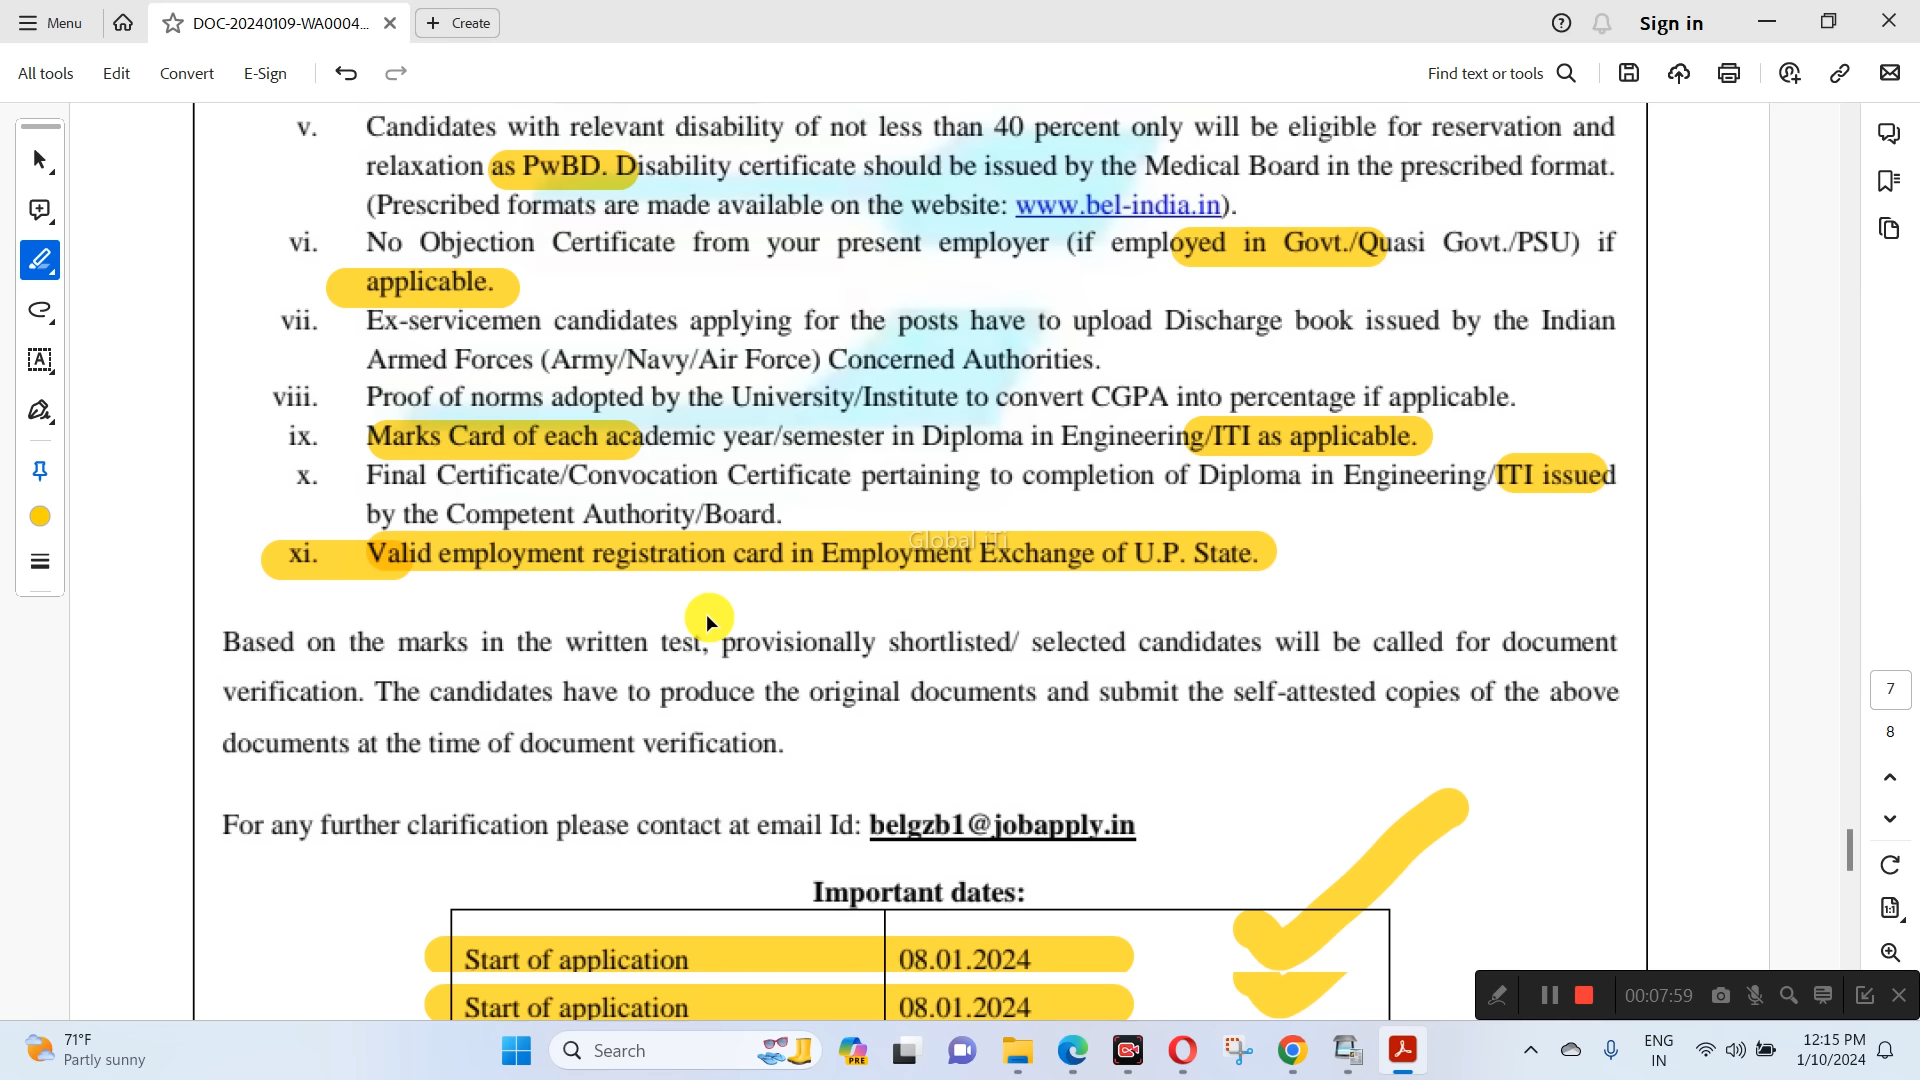 Menu
DOC-20240109-WA0004...
Create
Sign in
All tools
Edit
Convert
E-Sign
Find text or tools
v. Candidates with relevant disability of not less than 40 percent only will be eligible for reservation and
relaxation as PwBD. Disability certificate should be issued by the Medical Board in the prescribed format.
(Prescribed formats are made available on the website: www.bel-india.in).
vi. No Objection Certificate from your present employer (if employed in Govt./Quasi Govt./PSU) if
applicable.
vii. Ex-servicemen candidates applying for the posts have to upload Discharge book issued by the Indian
Armed Forces (Army/Navy/Air Force) Concerned Authorities.
viii. Proof of norms adopted by the University/Institute to convert CGPA into percentage if applicable.
ix. Marks Card of each academic year/semester in Diploma in Engineering/ITI as applicable.
x. Final Certificate/Convocation Certificate pertaining to completion of Diploma in Engineering/ITI issued
by the Competent Authority/Board.
Global iTi
xi. Valid employment registration card in Employment Exchange of U.P. State.
Based on the marks in the written test, provisionally shortlisted/ selected candidates will be called for document
verification. The candidates have to produce the original documents and submit the self-attested copies of the above
documents at the time of document verification.
For any further clarification please contact at email Id: belgzb1@jobapply.in
Important dates:
Start of application 08.01.2024
Start of application 08.01.2024
7
8
00:07:59
71°F
Partly sunny
Search
PRE
ENG
IN
12:15 PM
1/10/2024